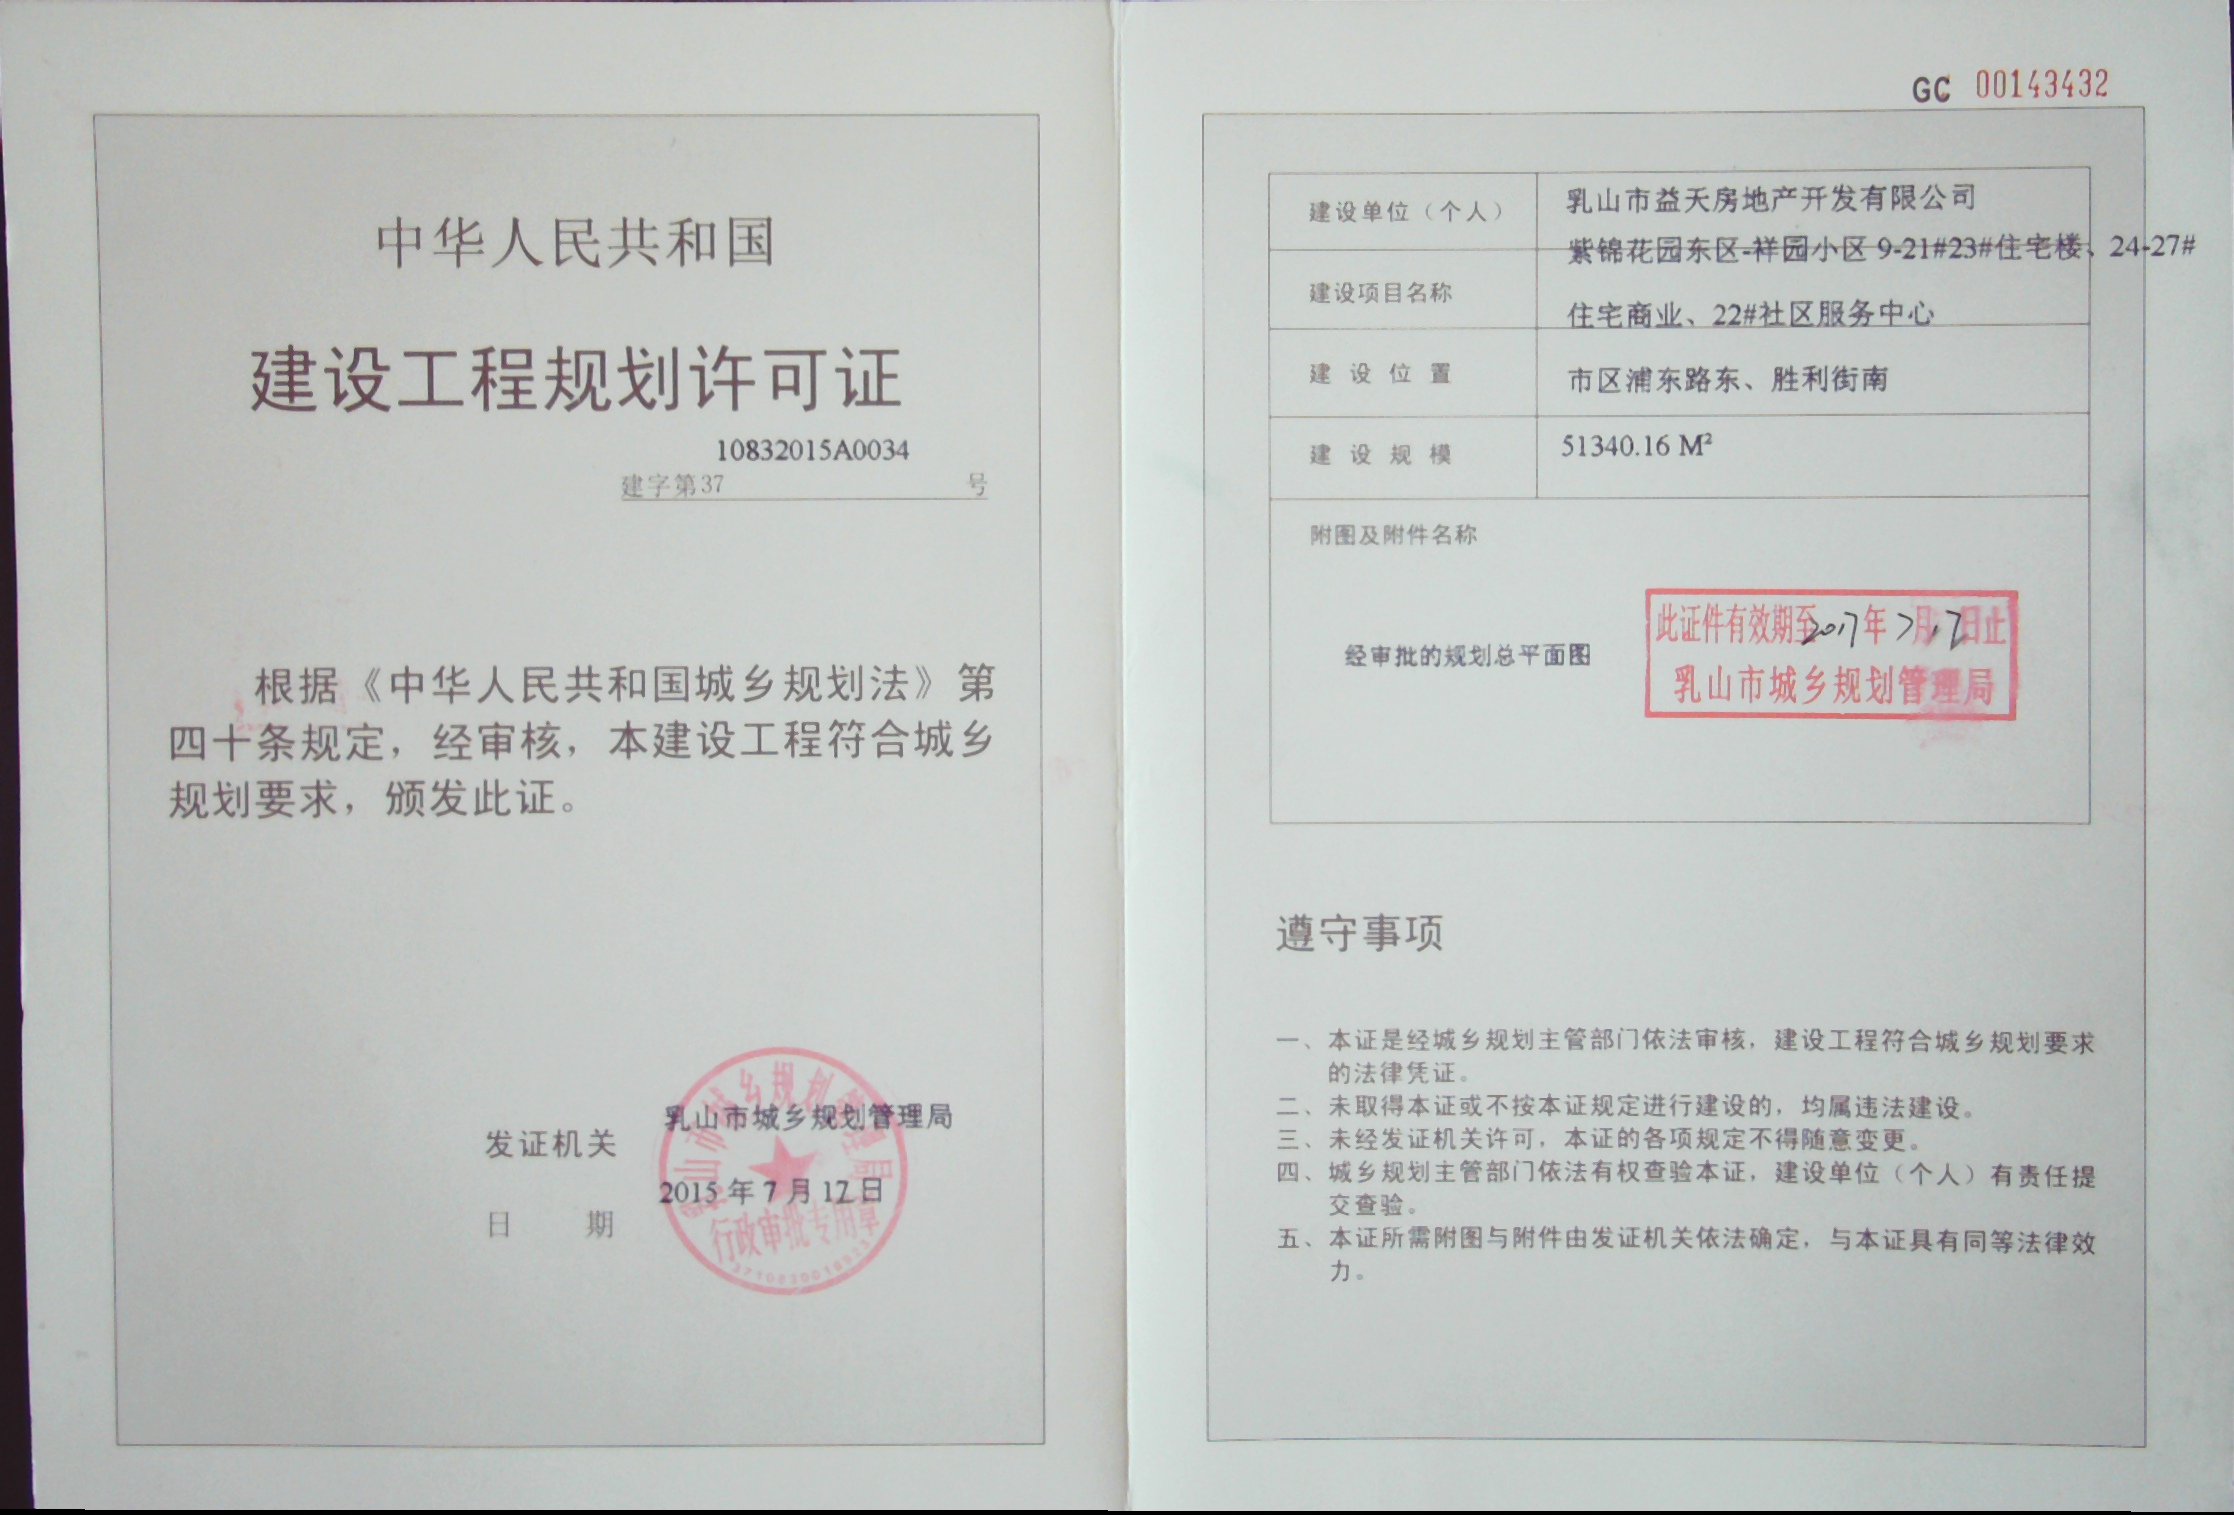 中华人民共和国
建设工程规划许可证
10832015A0034
建字第37 号
根据《中华人民共和国城乡规划法》第
四十条规定，经审核，本建设工程符合城乡
规划要求，颁发此证。
发证机关 乳山市城乡规划管理局
日 期 2015年7月17日
行政审批专用章
GC 00143432
建设单位（个人） 乳山市益天房地产开发有限公司
建设项目名称 紫锦花园东区-祥园小区9-21#23#住宅楼、24-27#
住宅商业、22#社区服务中心
建设位置 市区浦东路东、胜利街南
建设规模 51340.16 M²
附图及附件名称
经审批的规划总平面图
此证件有效期至2017年7月17日止
乳山市城乡规划管理局
遵守事项
一、本证是经城乡规划主管部门依法审核，建设工程符合城乡规划要求
的法律凭证。
二、未取得本证或不按本证规定进行建设的，均属违法建设。
三、未经发证机关许可，本证的各项规定不得随意变更。
四、城乡规划主管部门依法有权查验本证，建设单位（个人）有责任提
交查验。
五、本证所需附图与附件由发证机关依法确定，与本证具有同等法律效
力。